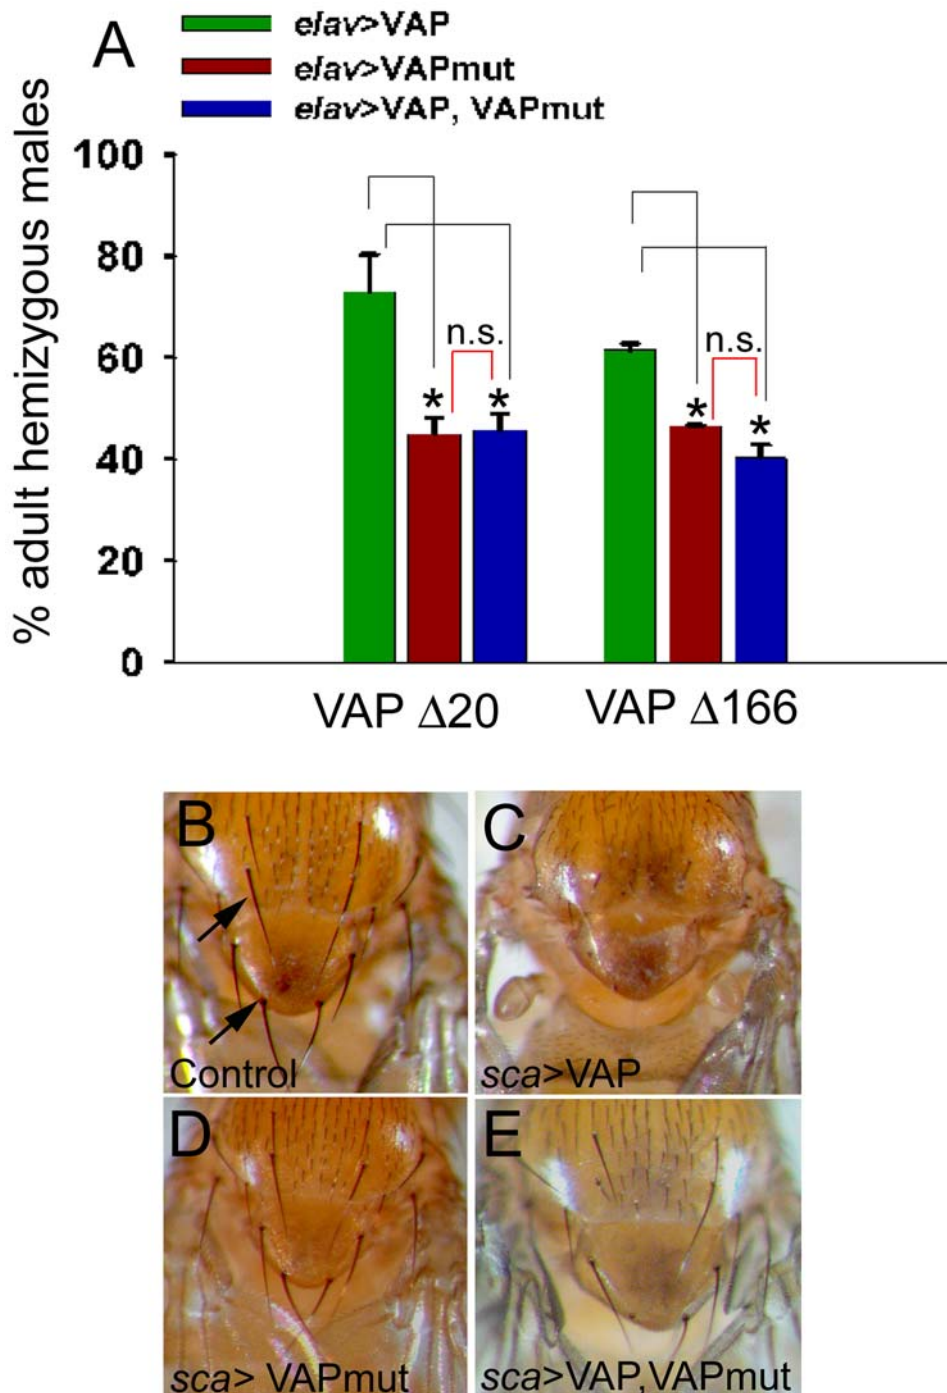 A
elav>VAP
elav>VAPmut
elav>VAP, VAPmut
% adult hemizygous males
100
80
60
40
20
0
n.s.
n.s.
*
*
*
*
VAP Δ20
VAP Δ166
B
Control
C
sca>VAP
D
sca> VAPmut
E
sca>VAP,VAPmut